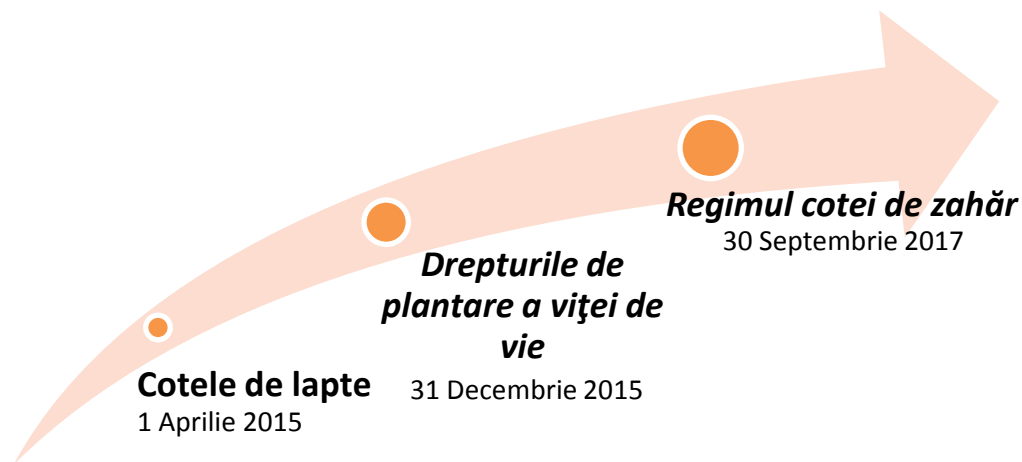 Cotele de lapte
1 Aprilie 2015
Drepturile de
plantare a viţei de
vie
31 Decembrie 2015
Regimul cotei de zahăr
30 Septembrie 2017